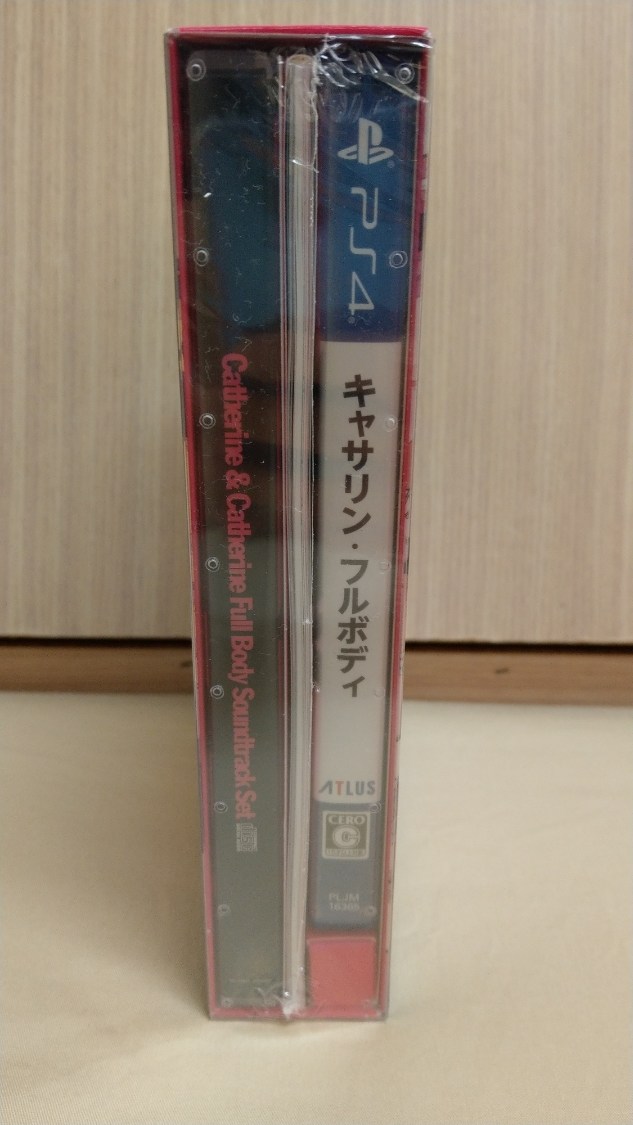 Catherine & Catherine Full Body Soundtrack Set
PS4
キャサリン・フルボディ
ATLUS
CERO
C
PLJM